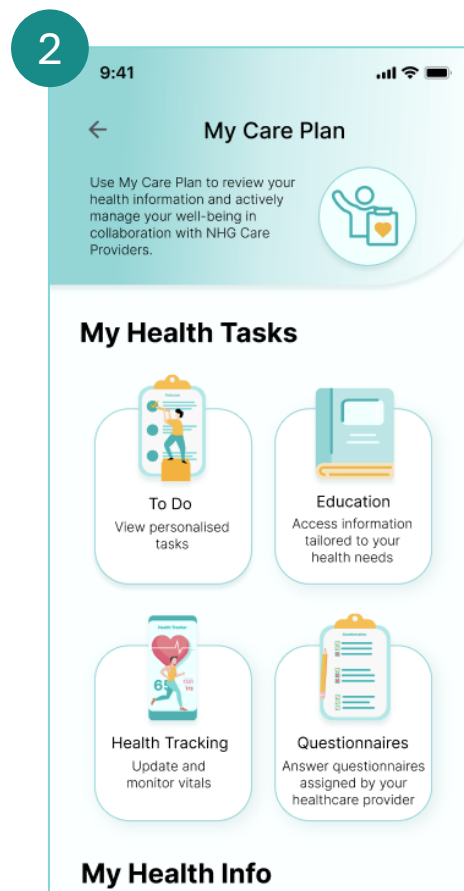 2
9:41
My Care Plan
Use My Care Plan to review your
health information and actively
manage your well-being in
collaboration with NHG Care
Providers.
My Health Tasks
To Do
View personalised
tasks
Education
Access information
tailored to your
health needs
Health Tracker
65
Health Tracking
Update and
monitor vitals
Questionnaires
Answer questionnaires
assigned by your
healthcare provider
My Health Info